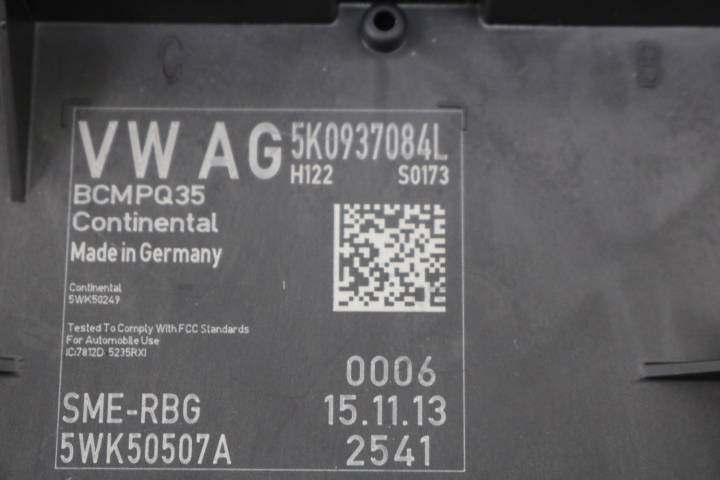 C B
VW AG 5K0937084L
H122 S0173
BCMPQ35
Continental
Made in Germany
Continental
5WK50249
Tested To Comply With FCC Standards
For Automobile Use
IC:7812D 5235RXI
0006
SME-RBG 15.11.13
5WK50507A 2541